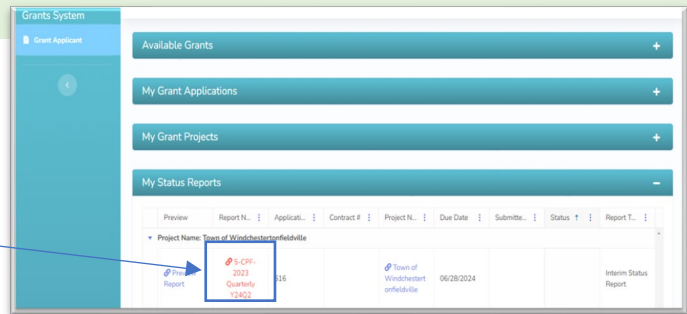 Grants System
Grant Applicant
Available Grants
My Grant Applications
My Grant Projects
My Status Reports
Preview Report N... Applicati... Contract # Project N... Due Date Submitte... Status ↑ Report T...
Project Name: Town of Windchestertonfieldville
Preview Report
S-CPF-
2023
Quarterly
Y24Q2
616
Town of
Windchestert
onfieldville
06/28/2024
Interim Status
Report